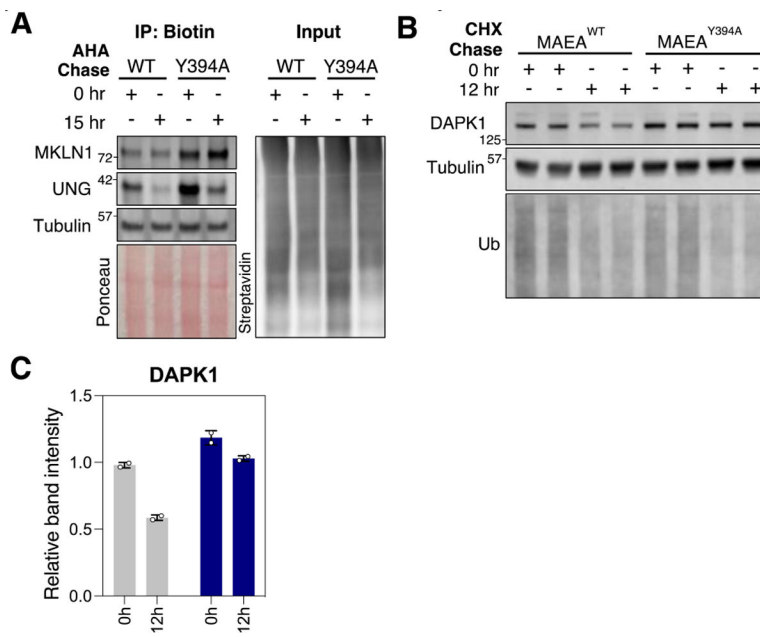 A
IP: Biotin
Input
AHA
Chase
WT Y394A
WT Y394A
0 hr + - + -
+ - + -
15 hr - + - +
- + - +
MKLN1
72-
UNG
42-
Tubulin
57-
Ponceau
Streptavidin
B
CHX
Chase
MAEA^WT
MAEA^Y394A
0 hr + + - - + + - -
12 hr - - + + - - + +
DAPK1
125-
Tubulin
57-
Ub
C
DAPK1
Relative band intensity
1.5
1.0
0.5
0.0
0h 12h 0h 12h